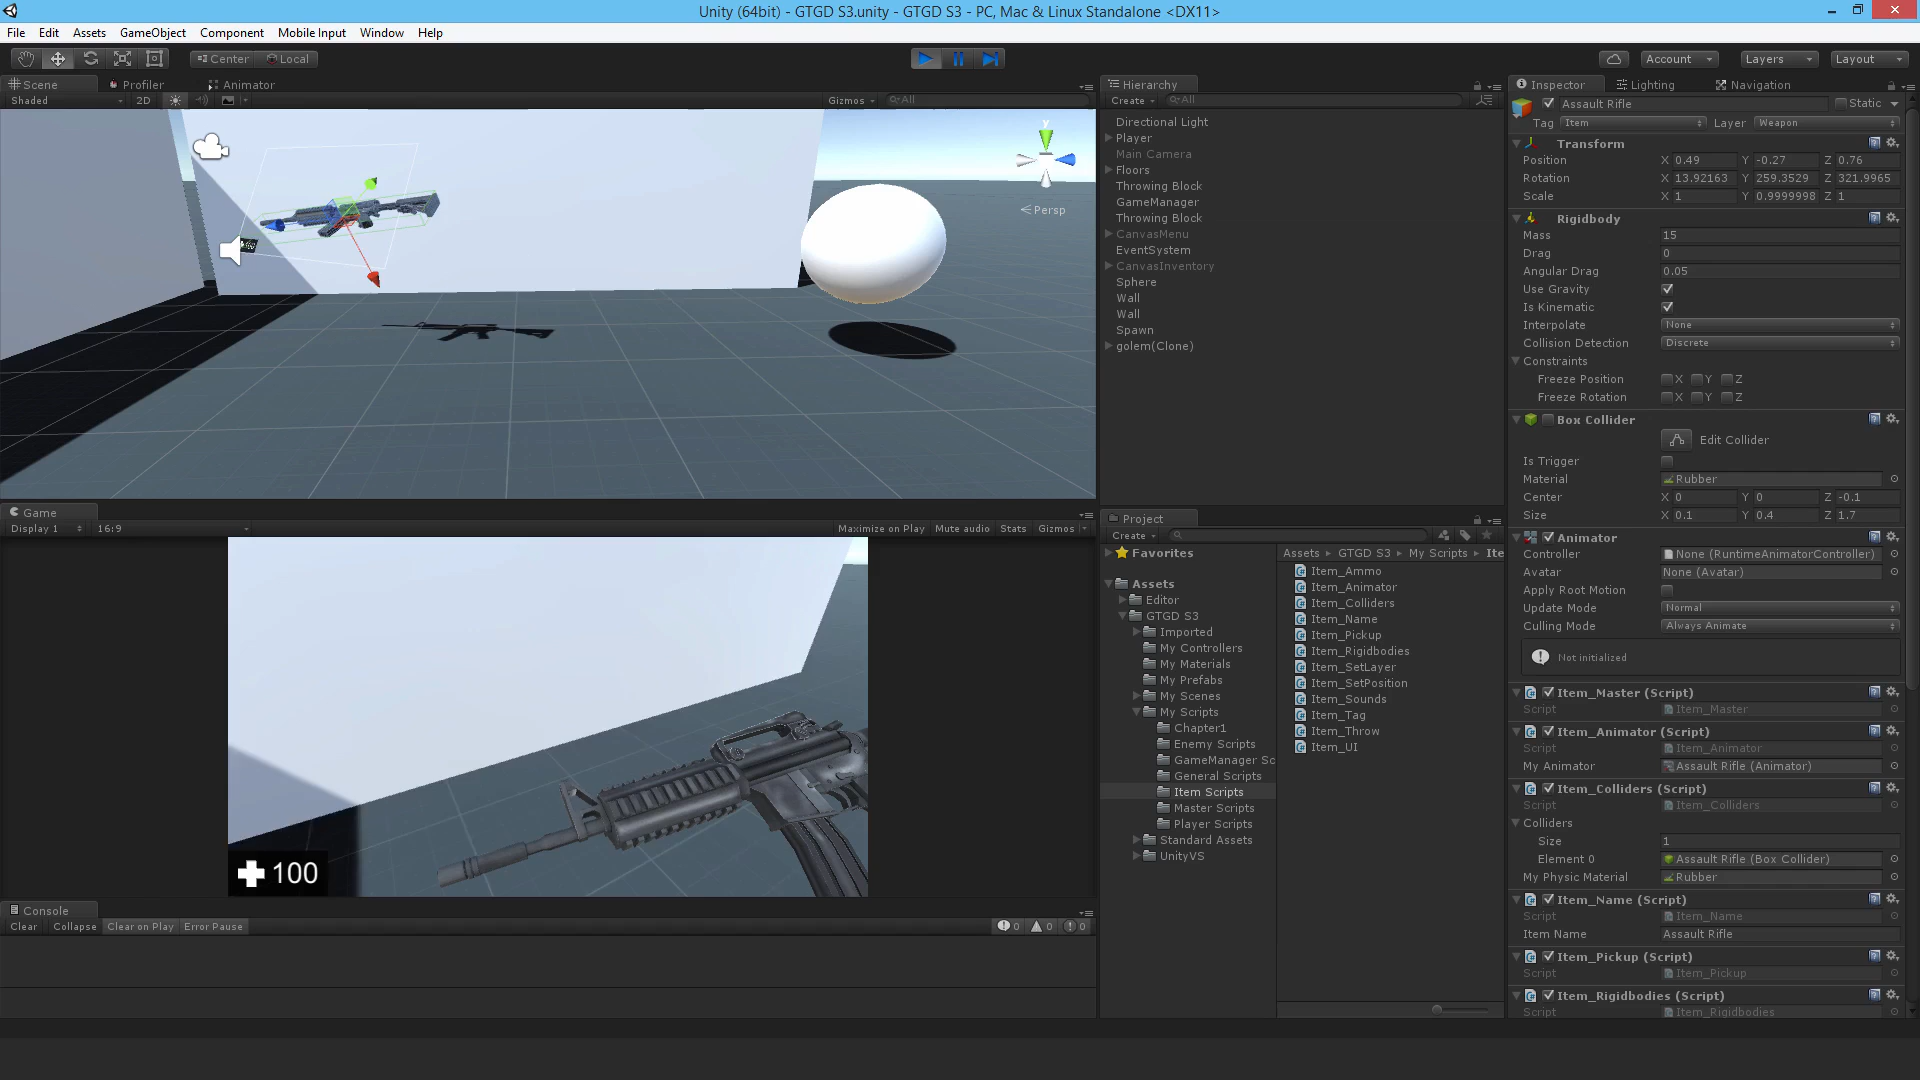 Unity (64bit) - GTGD S3.unity - GTGD S3 - PC, Mac & Linux Standalone <DX11>
File Edit Assets GameObject Component Mobile Input Window Help
Center Local Account Layers Layout
Scene Profiler Animator
Shaded 2D Gizmos All
y
Persp
Game
Display 1 16:9 Maximize on Play Mute audio Stats Gizmos
100
Console
Clear Collapse Clear on Play Error Pause 0 0 0
Hierarchy
Create All
Directional Light
Player
Main Camera
Floors
Throwing Block
GameManager
Throwing Block
CanvasMenu
EventSystem
CanvasInventory
Sphere
Wall
Wall
Spawn
golem(Clone)
Project
Create
Favorites
Assets
Editor
GTGD S3
Imported
My Controllers
My Materials
My Prefabs
My Scenes
My Scripts
Chapter1
Enemy Scripts
GameManager Sc
General Scripts
Item Scripts
Master Scripts
Player Scripts
Standard Assets
UnityVS
Assets GTGD S3 My Scripts Ite
Item_Ammo
Item_Animator
Item_Colliders
Item_Name
Item_Pickup
Item_Rigidbodies
Item_SetLayer
Item_SetPosition
Item_Sounds
Item_Tag
Item_Throw
Item_UI
Inspector Lighting Navigation
Assault Rifle Static
Tag Item Layer Weapon
Transform
Position X 0.49 Y -0.27 Z 0.76
Rotation X 13.92163 Y 259.3529 Z 321.9965
Scale X 1 Y 0.9999998 Z 1
Rigidbody
Mass 15
Drag 0
Angular Drag 0.05
Use Gravity
Is Kinematic
Interpolate None
Collision Detection Discrete
Constraints
Freeze Position X Y Z
Freeze Rotation X Y Z
Box Collider
Edit Collider
Is Trigger
Material Rubber
Center X 0 Y 0 Z -0.1
Size X 0.1 Y 0.4 Z 1.7
Animator
Controller None (RuntimeAnimatorController)
Avatar None (Avatar)
Apply Root Motion
Update Mode Normal
Culling Mode Always Animate
Not initialized
Item_Master (Script)
Script Item_Master
Item_Animator (Script)
Script Item_Animator
My Animator Assault Rifle (Animator)
Item_Colliders (Script)
Script Item_Colliders
Colliders
Size 1
Element 0 Assault Rifle (Box Collider)
My Physic Material Rubber
Item_Name (Script)
Script Item_Name
Item Name Assault Rifle
Item_Pickup (Script)
Script Item_Pickup
Item_Rigidbodies (Script)
Script Item_Rigidbodies